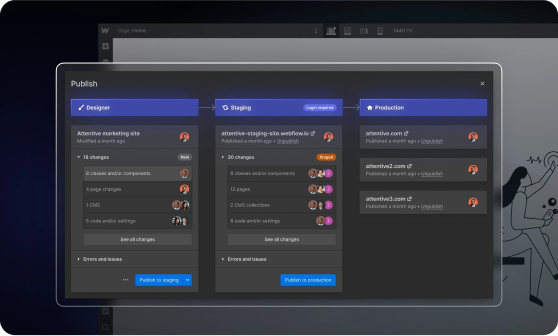 W Page Home
1446 PX
Publish
Designer
Attentive marketing site
Modified a month ago
18 changes New
8 classes and/or components
4 page changes
1 CMS
5 code and/or settings
See all changes
Errors and issues
Publish to staging
Staging Login required
attentive-staging-site.webflow.io
Published a month ago • Unpublish
30 changes Staged
8 classes and/or components
12 pages
2 CMS collections
8 code and/or settings
See all changes
Errors and issues
Publish to production
Production
attentive.com
Published a month ago • Unpublish
attentive2.com
Published a month ago • Unpublish
attentive3.com
Published a month ago • Unpublish